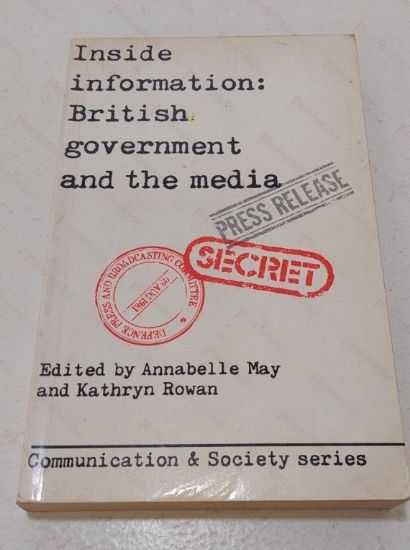 Inside
information:
British
government
and the media
PRESS RELEASE
SECRET
DEFENCE PRESS AND BROADCASTING COMMITTEE
Edited by Annabelle May
and Kathryn Rowan
Communication & Society series